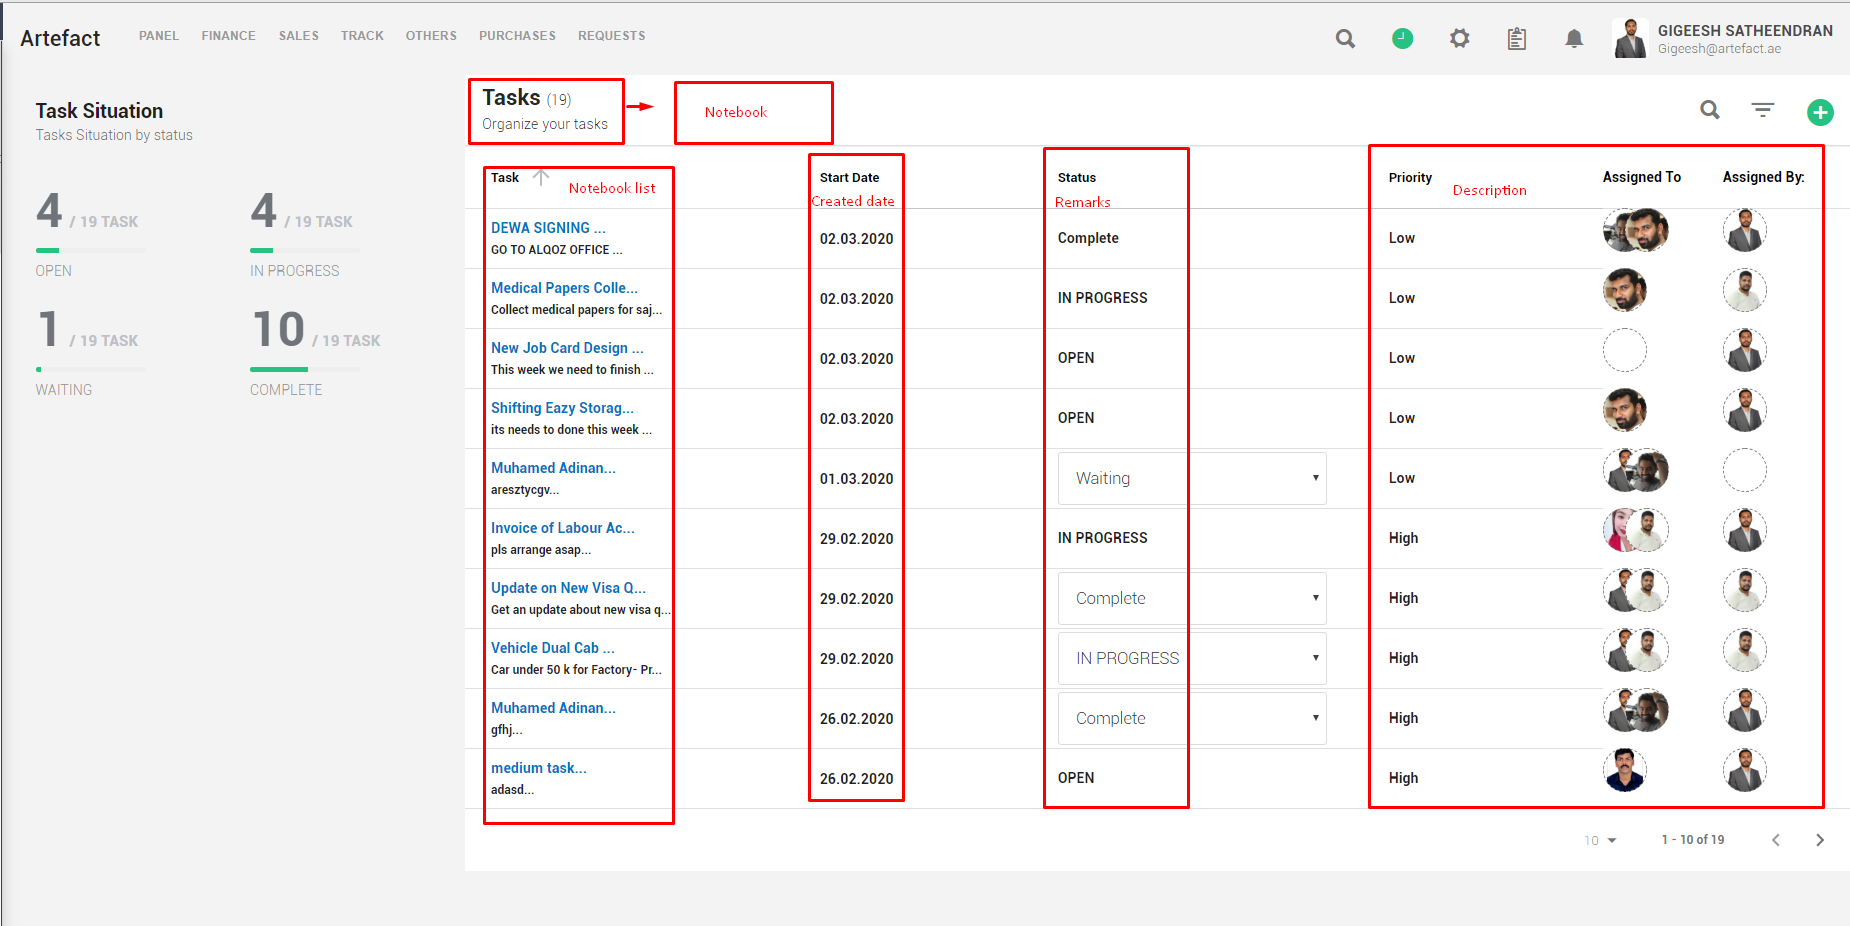 Artefact
PANEL FINANCE SALES TRACK OTHERS PURCHASES REQUESTS
GIGEESH SATHEENDRAN
Gigeesh@artefact.ae
Task Situation
Tasks Situation by status
4 / 19 TASK
OPEN
4 / 19 TASK
IN PROGRESS
1 / 19 TASK
WAITING
10 / 19 TASK
COMPLETE
Tasks (19)
Organize your tasks
Notebook
Task Start Date Status Priority Assigned To Assigned By:
Notebook list Created date Remarks Description
DEWA SIGNING ...
GO TO ALQOZ OFFICE ...
02.03.2020 Complete Low
Medical Papers Colle...
Collect medical papers for saj...
02.03.2020 IN PROGRESS Low
New Job Card Design ...
This week we need to finish ...
02.03.2020 OPEN Low
Shifting Eazy Storag...
its needs to done this week ...
02.03.2020 OPEN Low
Muhamed Adinan...
aresztycgv...
01.03.2020 Waiting Low
Invoice of Labour Ac...
pls arrange asap...
29.02.2020 IN PROGRESS High
Update on New Visa Q...
Get an update about new visa q...
29.02.2020 Complete High
Vehicle Dual Cab ...
Car under 50 k for Factory- Pr...
29.02.2020 IN PROGRESS High
Muhamed Adinan...
gfhj...
26.02.2020 Complete High
medium task...
adasd...
26.02.2020 OPEN High
10 1 - 10 of 19